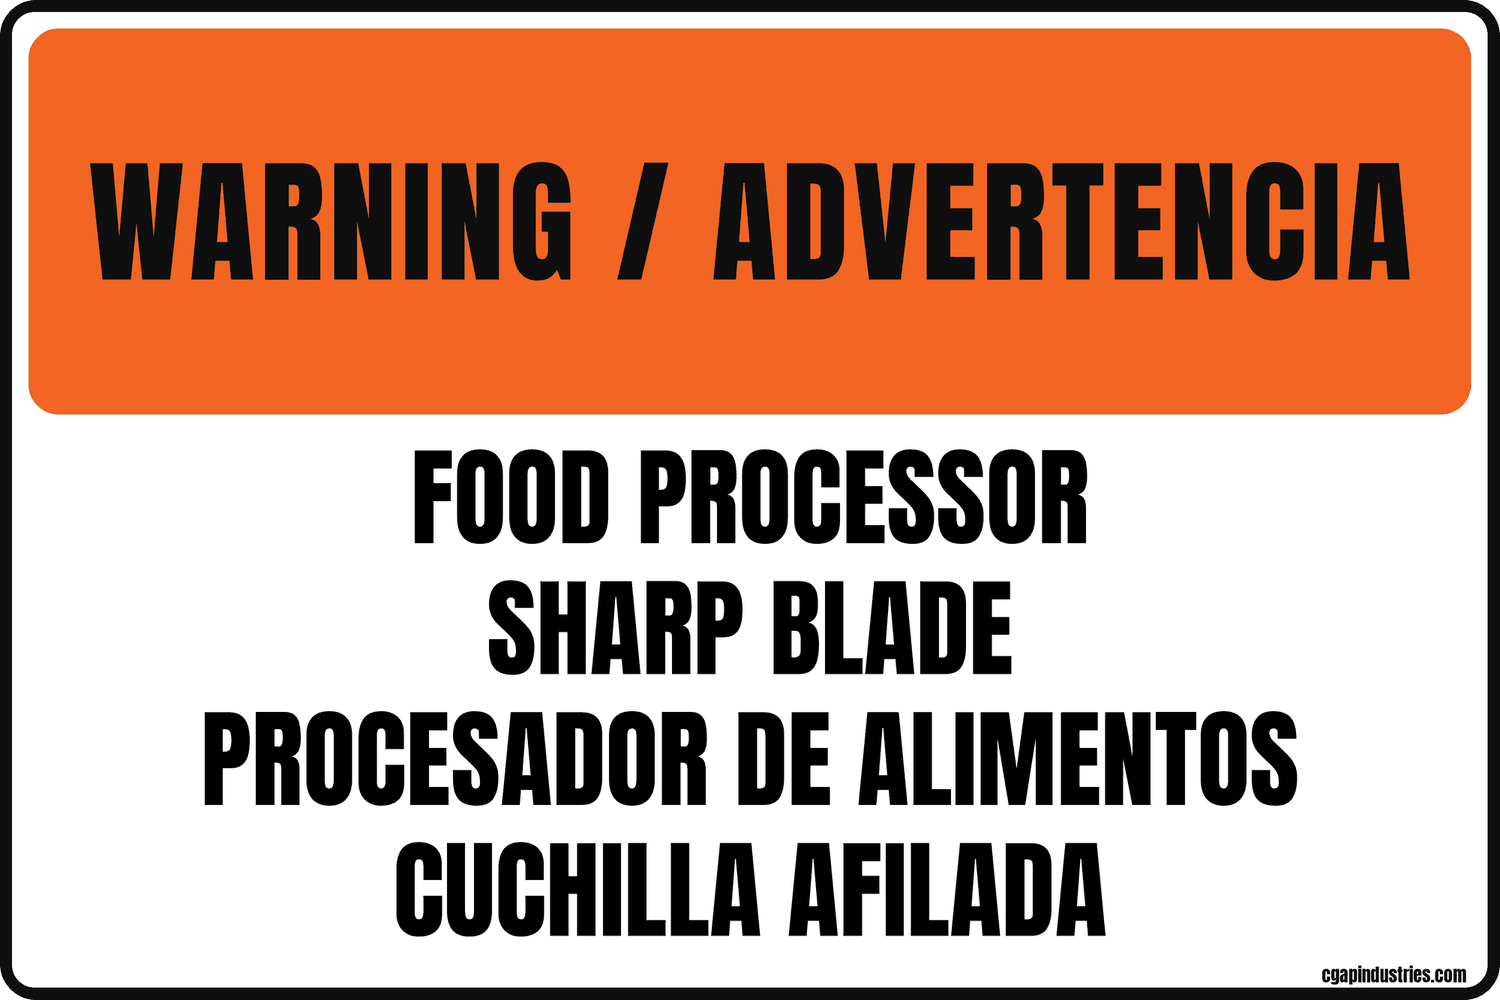 WARNING / ADVERTENCIA
FOOD PROCESSOR
SHARP BLADE
PROCESADOR DE ALIMENTOS
CUCHILLA AFILADA
cgapindustries.com